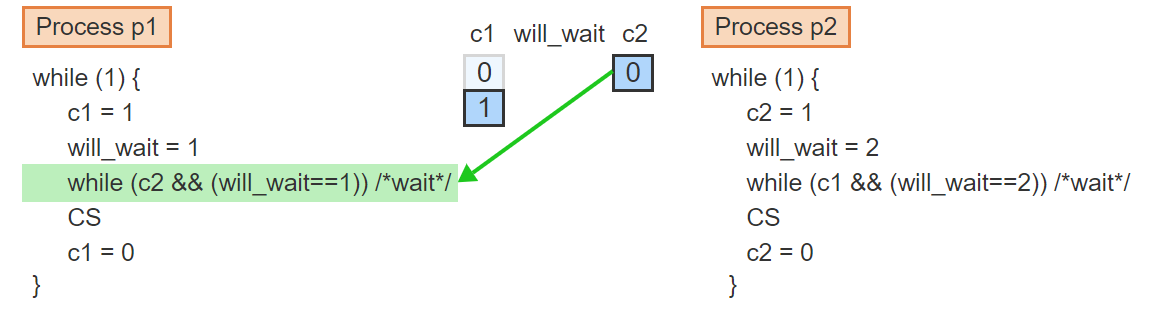 Process p1
while (1) {
c1 = 1
will_wait = 1
while (c2 && (will_wait==1)) /*wait*/
CS
c1 = 0
}
c1 will_wait c2
0 0
1
Process p2
while (1) {
c2 = 1
will_wait = 2
while (c1 && (will_wait==2)) /*wait*/
CS
c2 = 0
}